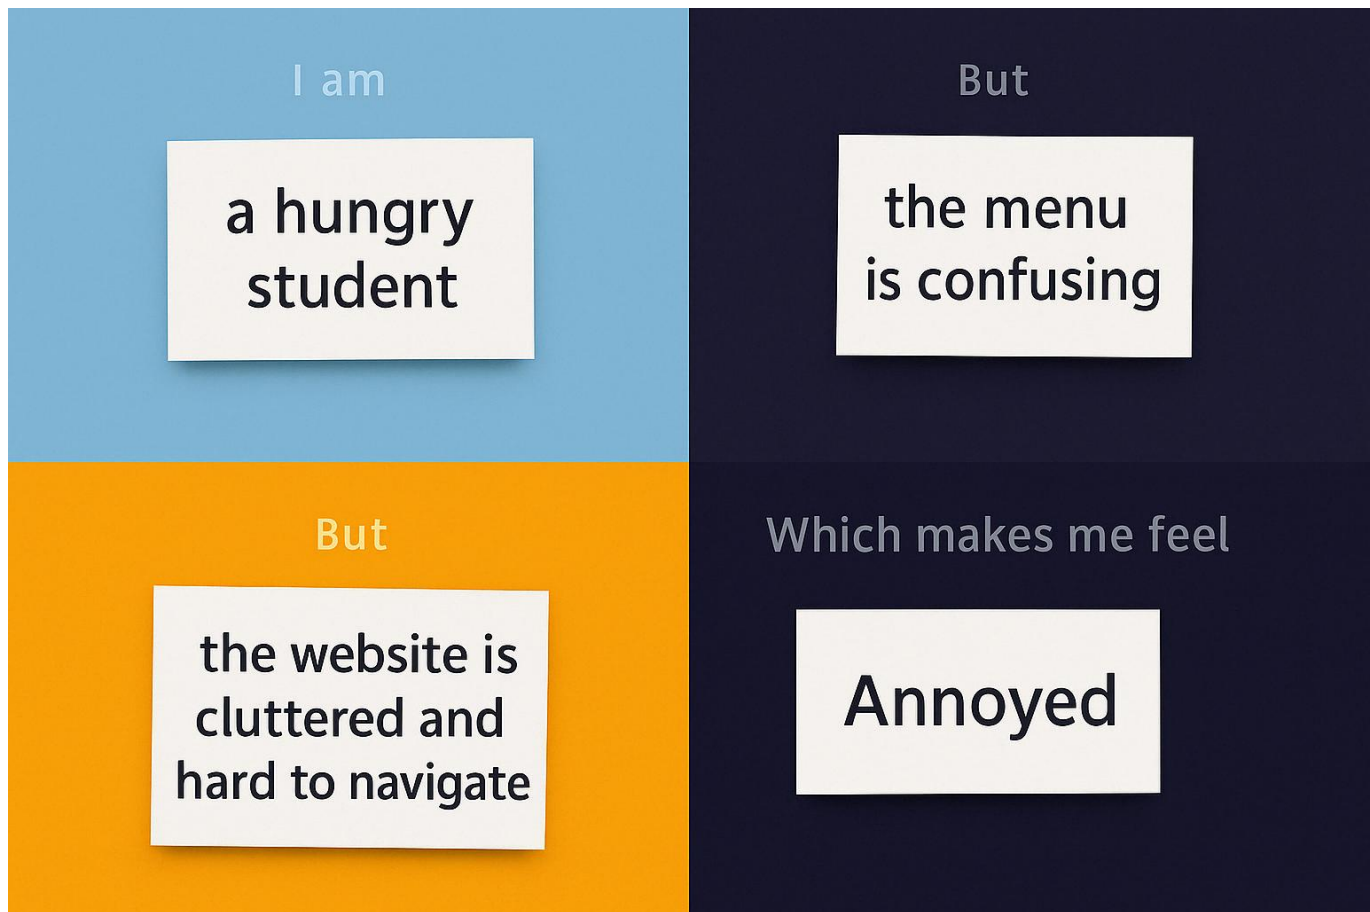 I am
a hungry
student
But
the menu
is confusing
But
the website is
cluttered and
hard to navigate
Which makes me feel
Annoyed